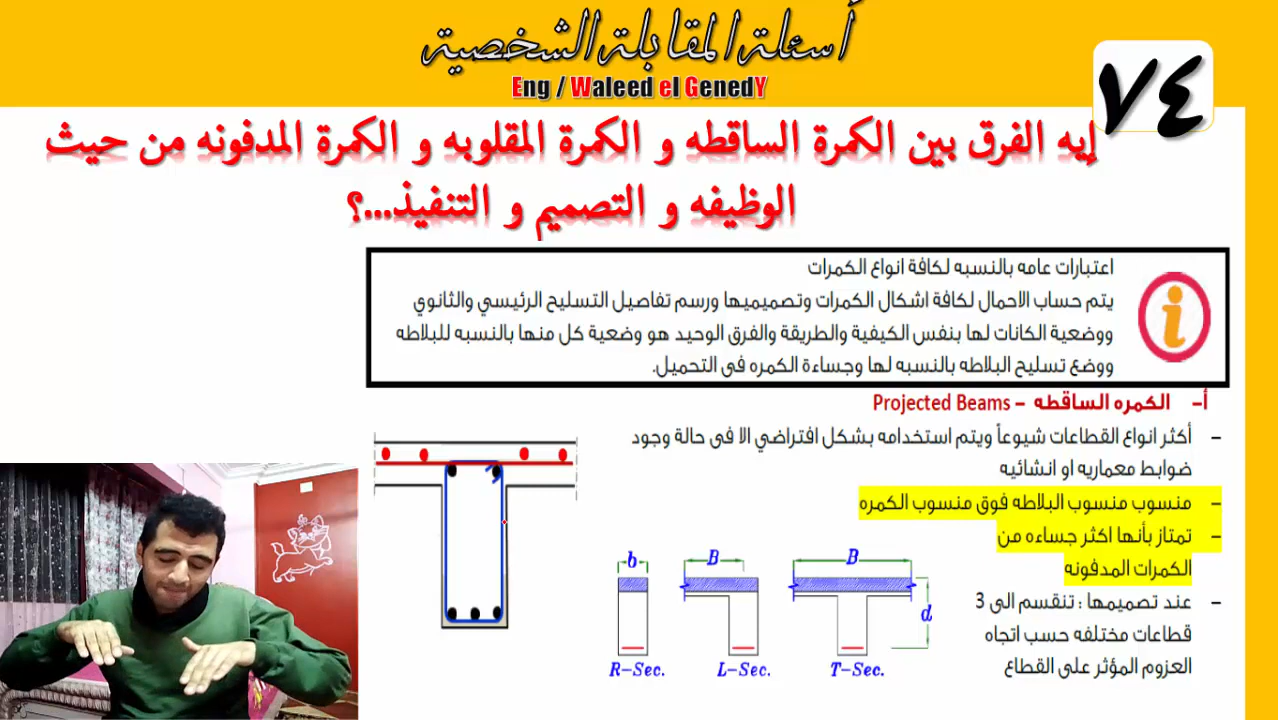 أسئلة المقابلة الشخصية
Eng / Waleed el GenedY
٧٤
إيه الفرق بين الكمرة الساقطه و الكمرة المقلوبه و الكمرة المدفونه من حيث
الوظيفه و التصميم و التنفيذ...؟
اعتبارات عامه بالنسبه لكافة انواع الكمرات
يتم حساب الاحمال لكافة اشكال الكمرات وتصميميها ورسم تفاصيل التسليح الرئيسي والثانوي
ووضعية الكانات لها بنفس الكيفية والطريقة والفرق الوحيد هو وضعية كل منها بالنسبه للبلاطه
ووضع تسليح البلاطه بالنسبه لها وجساءة الكمره فى التحميل.
أ- الكمره الساقطه – Projected Beams
- أكثر انواع القطاعات شيوعاً ويتم استخدامه بشكل افتراضي الا فى حالة وجود
ضوابط معماريه او انشائيه
- منسوب منسوب البلاطه فوق منسوب الكمره
- تمتاز بأنها اكثر جساءه من
الكمرات المدفونه
- عند تصميمها : تنقسم الى 3
قطاعات مختلفه حسب اتجاه
العزوم المؤثر على القطاع
b B B
d
R-Sec. L-Sec. T-Sec.